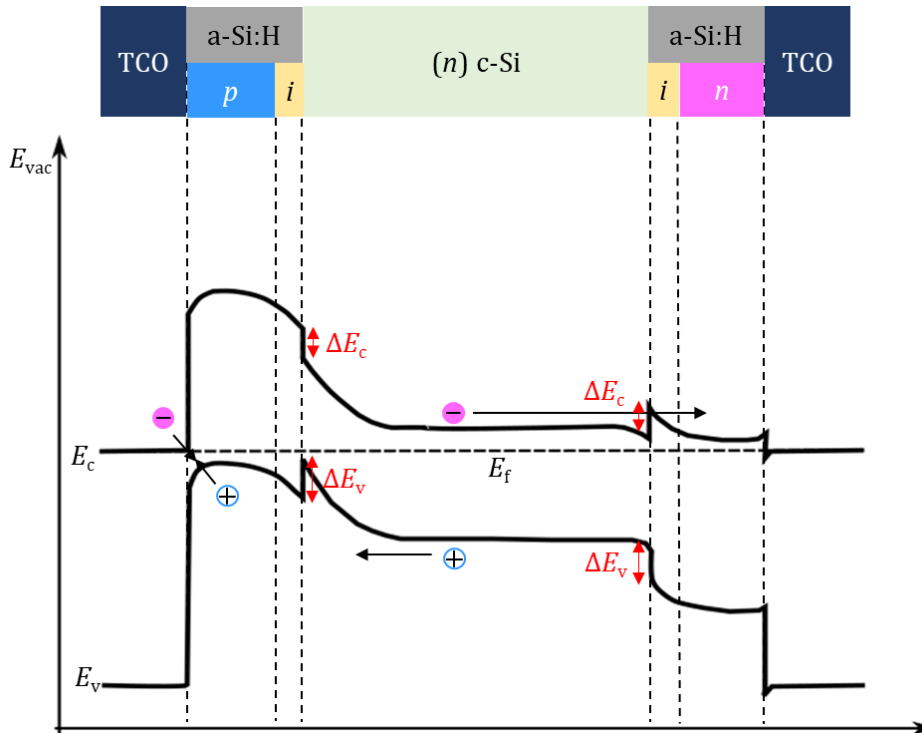 a-Si:H
a-Si:H
TCO
(n) c-Si
TCO
p
i
i
n
E_vac
ΔE_c
ΔE_c
−
−
E_c
E_f
ΔE_v
+
ΔE_v
+
E_v